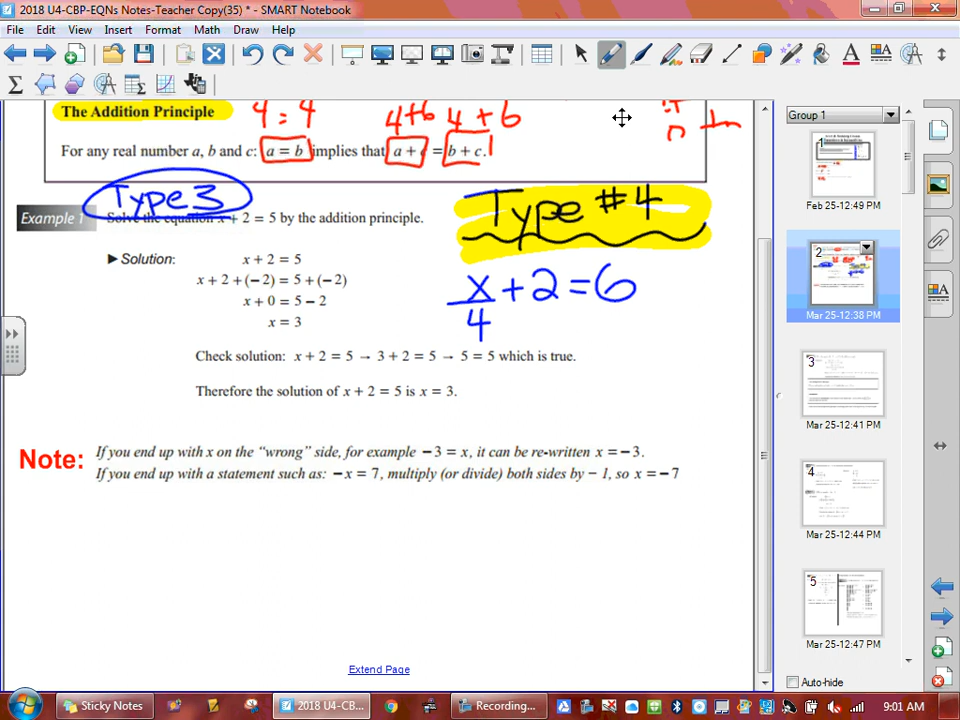 2018 U4-CBP-EQNs Notes-Teacher Copy(35) * - SMART Notebook
File Edit View Insert Format Math Draw Help
The Addition Principle 4 = 4 4+6 4+6
For any real number a, b and c: a = b implies that a + c = b + c.
Type 3
Example 1 Solve the equation x + 2 = 5 by the addition principle.
Type #4
► Solution: x + 2 = 5
x + 2 + (−2) = 5 + (−2)
x + 0 = 5 − 2
x = 3
x/4 + 2 = 6
Check solution: x + 2 = 5 → 3 + 2 = 5 → 5 = 5 which is true.
Therefore the solution of x + 2 = 5 is x = 3.
Note: If you end up with x on the “wrong” side, for example −3 = x, it can be re-written x = −3.
If you end up with a statement such as: −x = 7, multiply (or divide) both sides by − 1, so x = − 7
Extend Page
Group 1
1
Feb 25-12:49 PM
2
Mar 25-12:38 PM
3
Mar 25-12:41 PM
4
Mar 25-12:44 PM
5
Mar 25-12:47 PM
Auto-hide
Sticky Notes
2018 U4-CB...
Recording...
9:01 AM